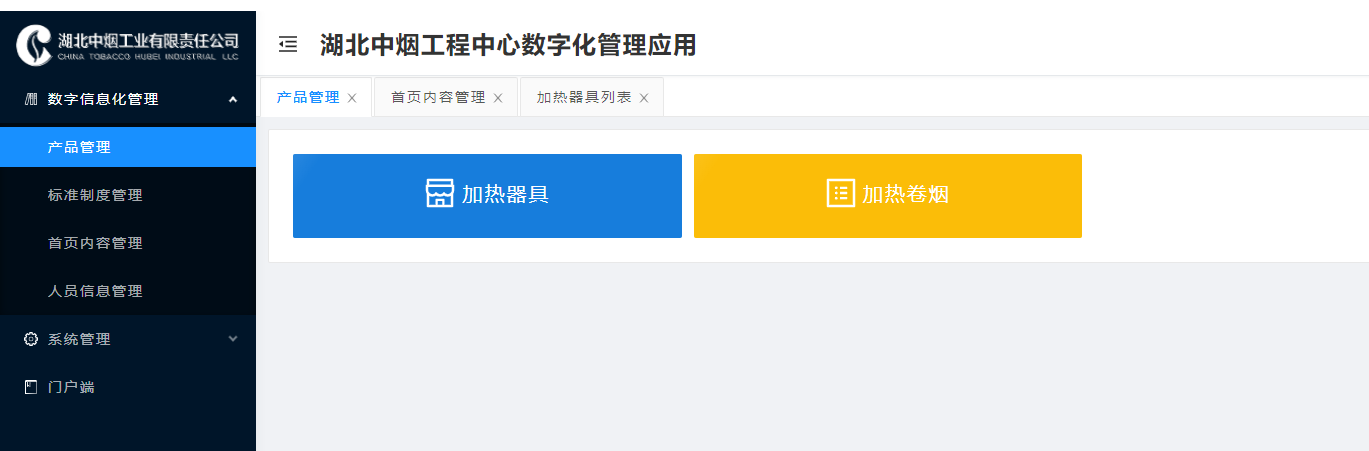 湖北中烟工业有限责任公司
CHINA TOBACCO HUBEI INDUSTRIAL LLC
湖北中烟工程中心数字化管理应用
数字信息化管理
产品管理
标准制度管理
首页内容管理
人员信息管理
系统管理
门户端
产品管理 首页内容管理 加热器具列表
加热器具 加热卷烟